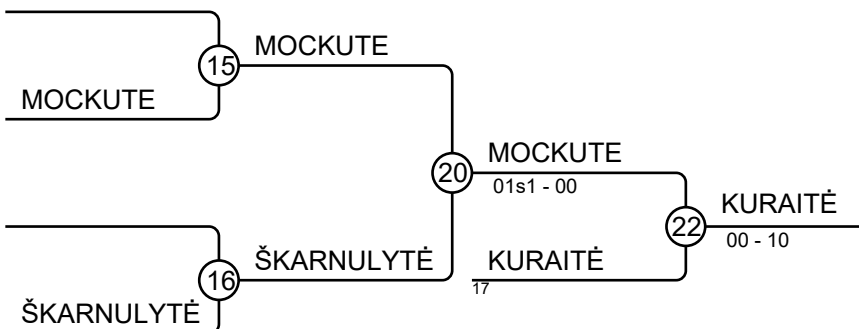 MOCKUTE
15
MOCKUTE
MOCKUTE
20
01s1 - 00
KURAITĖ
22
00 - 10
ŠKARNULYTĖ
16
KURAITĖ
17
ŠKARNULYTĖ